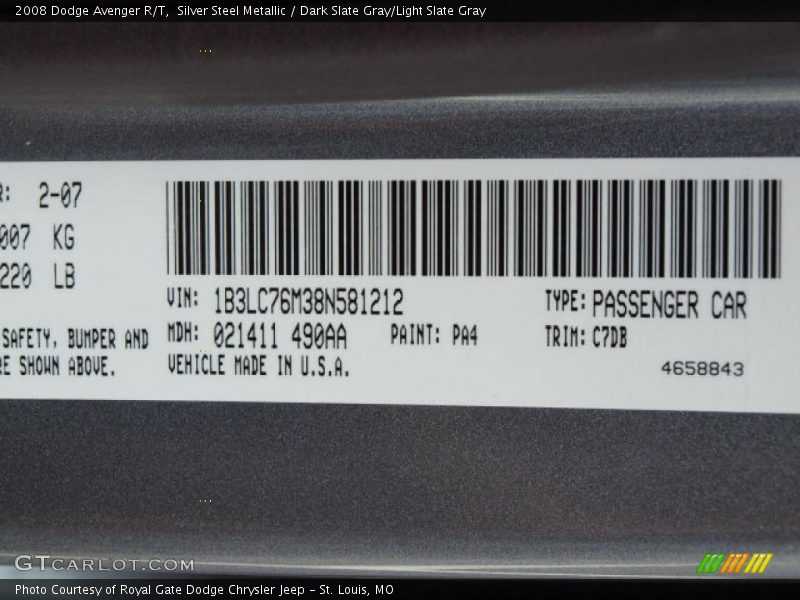 2008 Dodge Avenger R/T, Silver Steel Metallic / Dark Slate Gray/Light Slate Gray
R: 2-07
007 KG
220 LB
VIN: 1B3LC76M38N581212 TYPE: PASSENGER CAR
SAFETY, BUMPER AND MDH: 021411 490AA PAINT: PA4 TRIM: C7DB
RE SHOWN ABOVE. VEHICLE MADE IN U.S.A. 4658843
GTCARLOT.COM
Photo Courtesy of Royal Gate Dodge Chrysler Jeep - St. Louis, MO